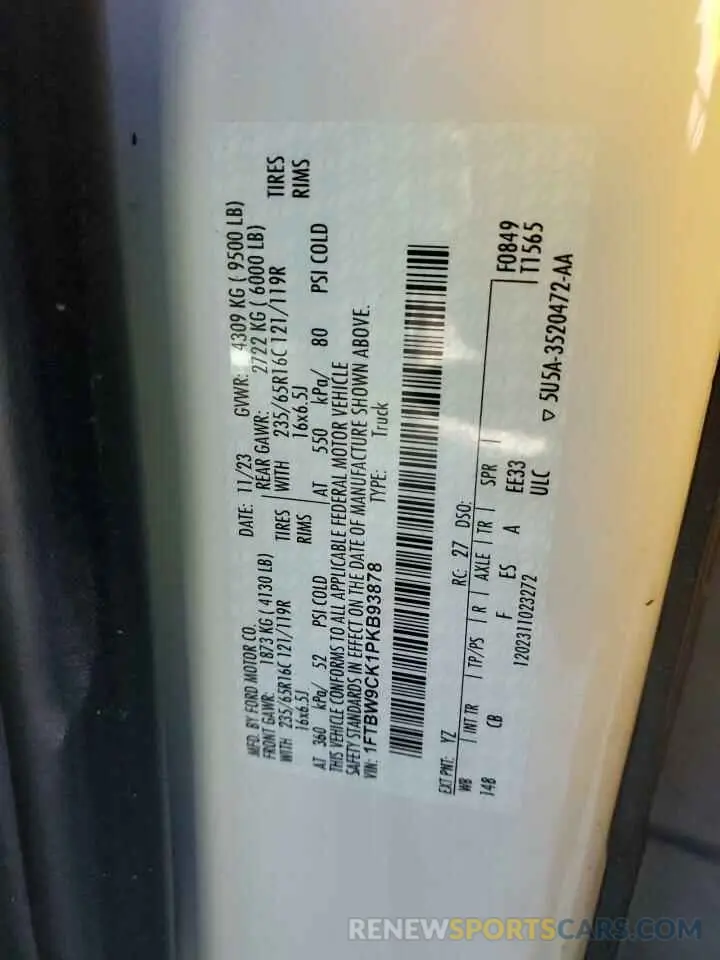 MFD. BY FORD MOTOR CO. DATE: 11/23 GVWR: 4309 KG ( 9500 LB)
FRONT GAWR: 1873 KG ( 4130 LB) REAR GAWR: 2722 KG ( 6000 LB)
WITH 235/65R16C 121/119R TIRES WITH 235/65R16C 121/119R TIRES
16x6.5J RIMS 16x6.5J RIMS
AT 360 kPa/ 52 PSI COLD AT 550 kPa/ 80 PSI COLD
THIS VEHICLE CONFORMS TO ALL APPLICABLE FEDERAL MOTOR VEHICLE
SAFETY STANDARDS IN EFFECT ON THE DATE OF MANUFACTURE SHOWN ABOVE.
VIN: 1FTBW9CK1PKB93878 TYPE: Truck
EXT PNT: YZ RC: 27 DSO:
WB INT TR TP/PS R AXLE TR SPR
148 CB F ES A EE33
1202311023272 ULC
F0849
T1565
▽ 5U5A-3520472-AA
RENEWSPORTSCARS.COM